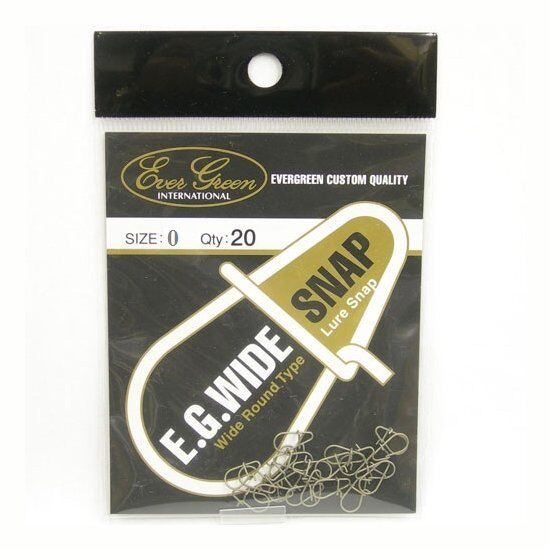 Ever Green
INTERNATIONAL
EVERGREEN CUSTOM QUALITY
SIZE: 0 Qty: 20
E.G.WIDE SNAP
Wide Round Type Lure Snap